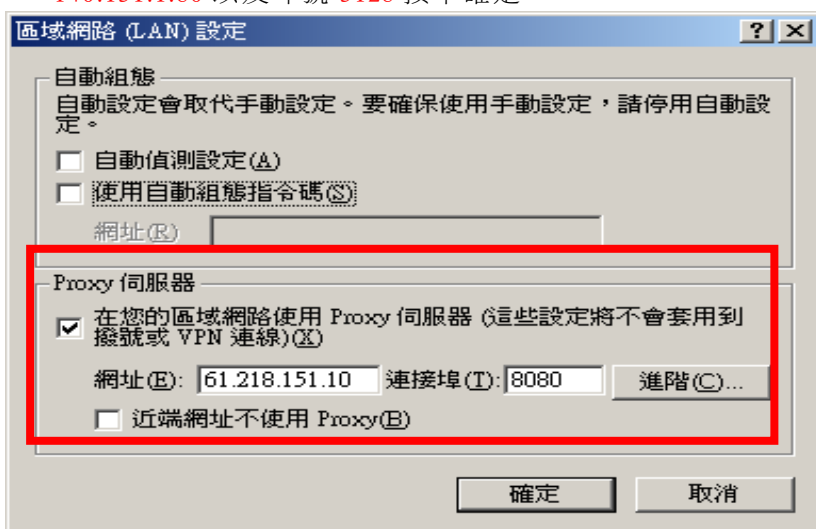 3128 按下確定
區域網路 (LAN) 設定
自動組態
自動設定會取代手動設定。要確保使用手動設定，請停用自動設
定。
自動偵測設定(A)
使用自動組態指令碼(S)
網址(R)
Proxy 伺服器
在您的區域網路使用 Proxy 伺服器 (這些設定將不會套用到
撥號或 VPN 連線)(X)
網址(E): 61.218.151.10 連接埠(T): 8080 進階(C)...
近端網址不使用 Proxy(B)
確定 取消